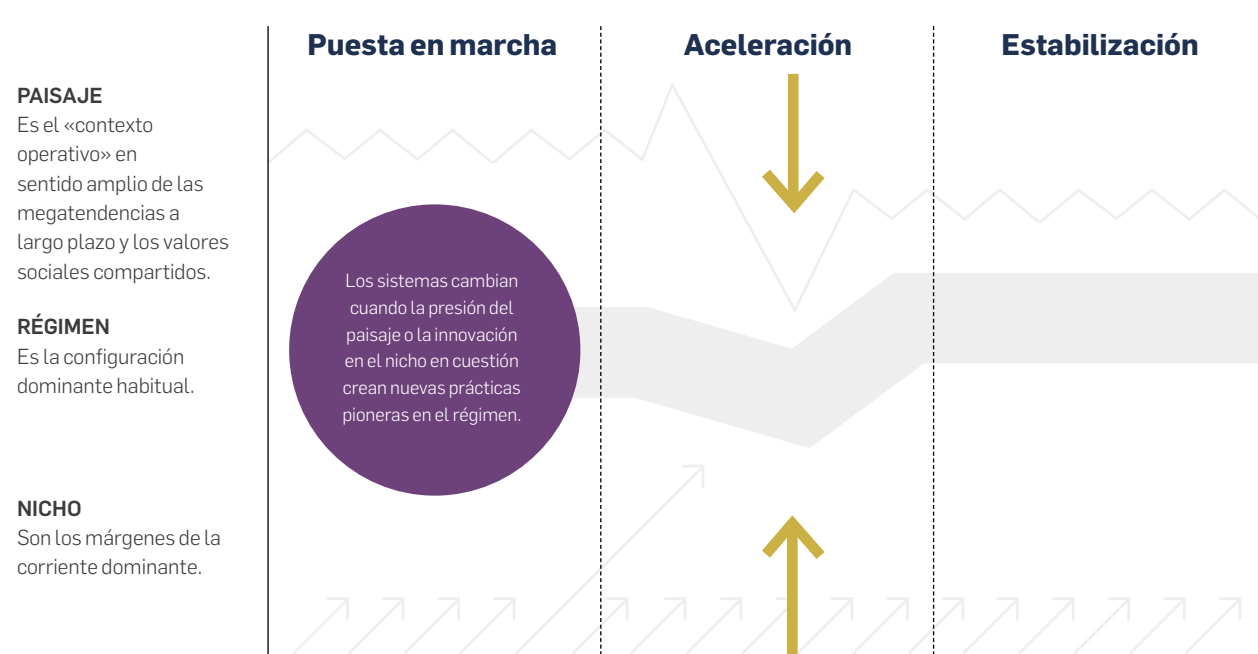 Puesta en marcha
Aceleración
Estabilización
PAISAJE
Es el «contexto
operativo» en
sentido amplio de las
megatendencias a
largo plazo y los valores
sociales compartidos.
RÉGIMEN
Es la configuración
dominante habitual.
NICHO
Son los márgenes de la
corriente dominante.
Los sistemas cambian
cuando la presión del
paisaje o la innovación
en el nicho en cuestión
crean nuevas prácticas
pioneras en el régimen.